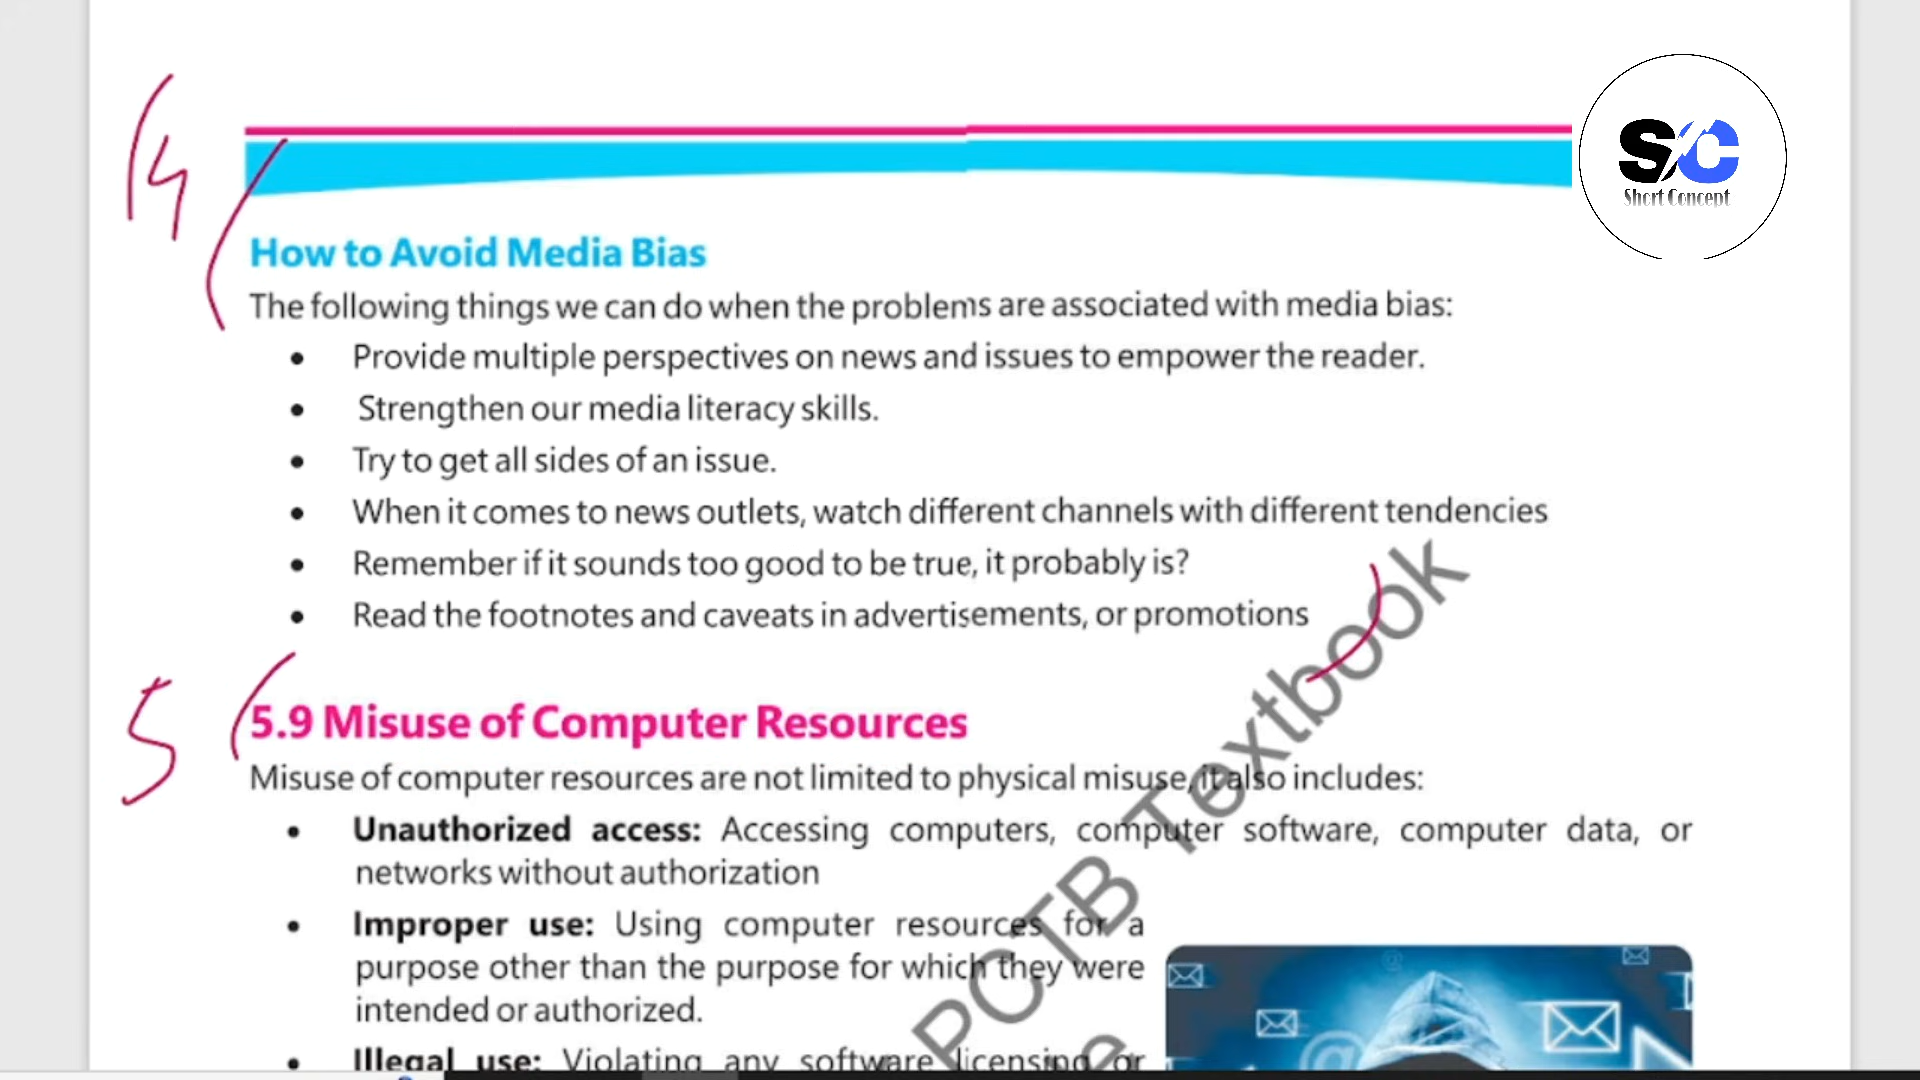 14
SC
Short Concept
How to Avoid Media Bias
The following things we can do when the problems are associated with media bias:
• Provide multiple perspectives on news and issues to empower the reader.
• Strengthen our media literacy skills.
• Try to get all sides of an issue.
• When it comes to news outlets, watch different channels with different tendencies
• Remember if it sounds too good to be true, it probably is?
• Read the footnotes and caveats in advertisements, or promotions
5
5.9 Misuse of Computer Resources
Misuse of computer resources are not limited to physical misuse, it also includes:
• Unauthorized access: Accessing computers, computer software, computer data, or
networks without authorization
• Improper use: Using computer resources for a
purpose other than the purpose for which they were
intended or authorized.
• Illegal use: Violating any software licensing or
PCTB Textbook